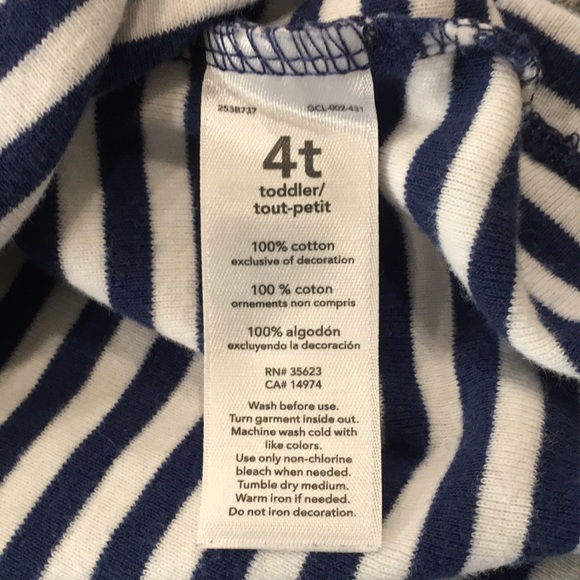 253B737 GCL-002-431
4t
toddler/
tout-petit
100% cotton
exclusive of decoration
100 % coton
ornements non compris
100% algodón
excluyendo la decoración
RN# 35623
CA# 14974
Wash before use.
Turn garment inside out.
Machine wash cold with
like colors.
Use only non-chlorine
bleach when needed.
Tumble dry medium.
Warm iron if needed.
Do not iron decoration.